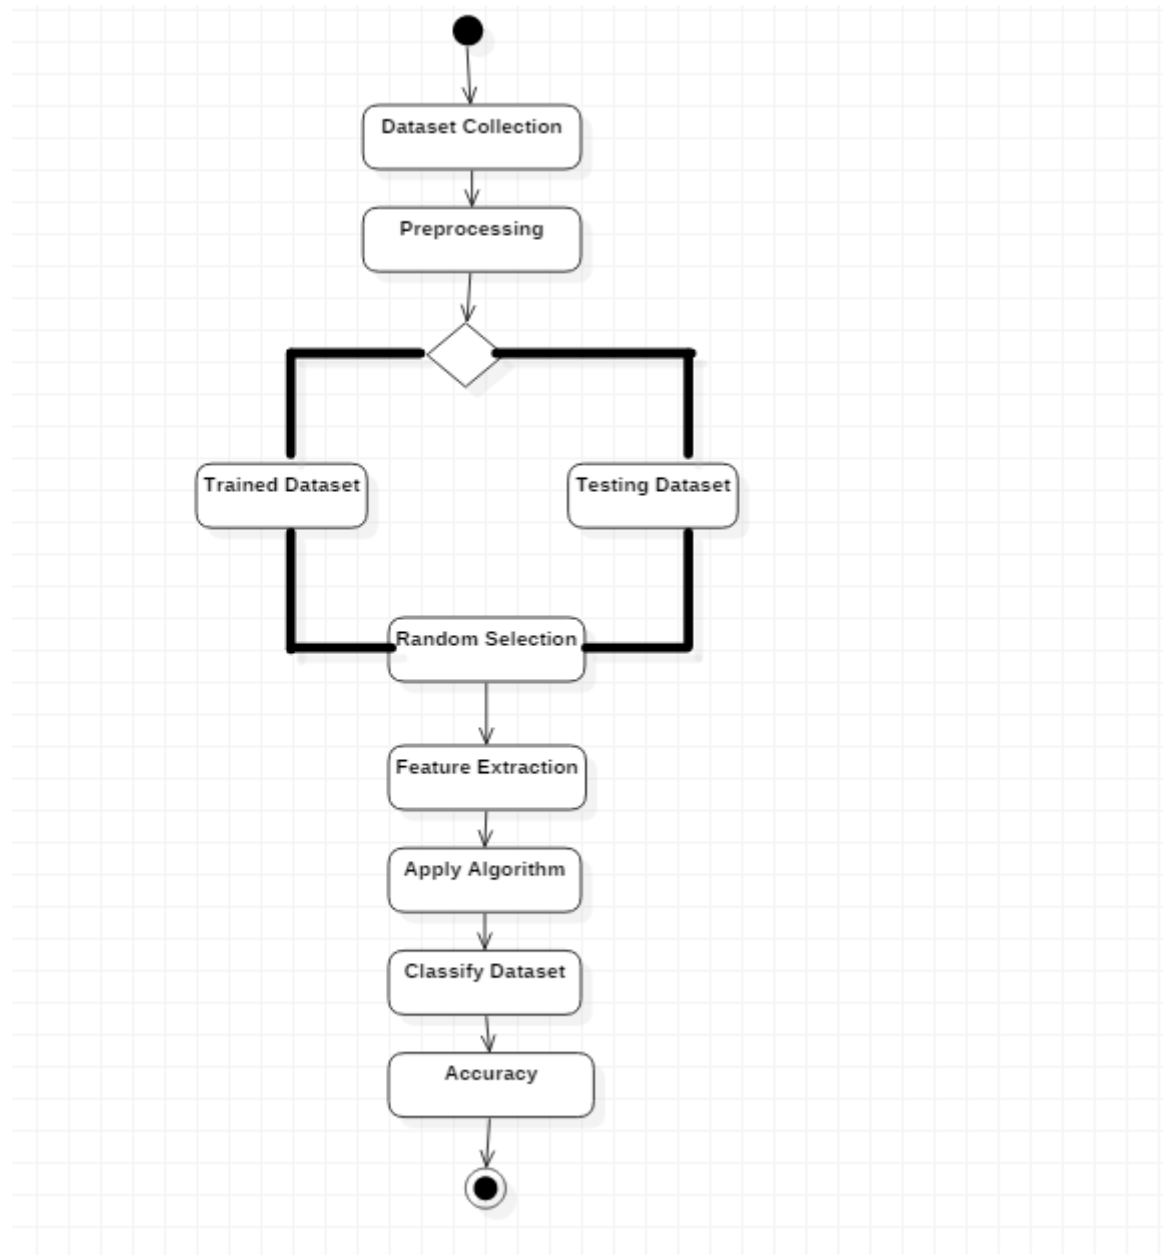 Dataset Collection
Preprocessing
Trained Dataset
Testing Dataset
Random Selection
Feature Extraction
Apply Algorithm
Classify Dataset
Accuracy